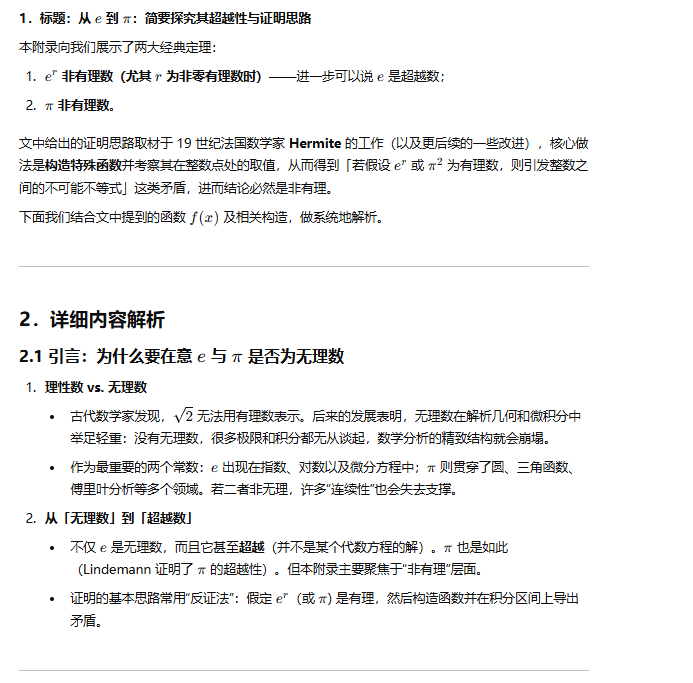 1. 标题：从 e 到 π：简要探究其超越性与证明思路
本附录向我们展示了两大经典定理：
1. eʳ 非有理数（尤其 r 为非零有理数时）——进一步可以说 e 是超越数；
2. π 非有理数。
文中给出的证明思路取材于 19 世纪法国数学家 Hermite 的工作（以及更后续的一些改进），核心做
法是构造特殊函数并考察其在整数点处的取值，从而得到「若假设 eʳ 或 π² 为有理数，则引发整数之
间的不可能不等式」这类矛盾，进而结论必然是非有理。
下面我们结合文中提到的函数 f(x) 及相关构造，做系统地解析。
2. 详细内容解析
2.1 引言：为什么要在意 e 与 π 是否为无理数
1. 理性数 vs. 无理数
• 古代数学家发现，√2 无法用有理数表示。后来的发展表明，无理数在解析几何和微积分中
举足轻重：没有无理数，很多极限和积分都无从谈起，数学分析的精致结构就会崩塌。
• 作为最重要的两个常数：e 出现在指数、对数以及微分方程中；π 则贯穿了圆、三角函数、
傅里叶分析等多个领域。若二者非无理，许多“连续性”也会失去支撑。
2. 从「无理数」到「超越数」
• 不仅 e 是无理数，而且它甚至超越（并不是某个代数方程的解）。π 也是如此
（Lindemann 证明了 π 的超越性）。但本附录主要聚焦于“非有理”层面。
• 证明的基本思路常用“反证法”：假定 eʳ（或 π）是有理，然后构造函数并在积分区间上导出
矛盾。